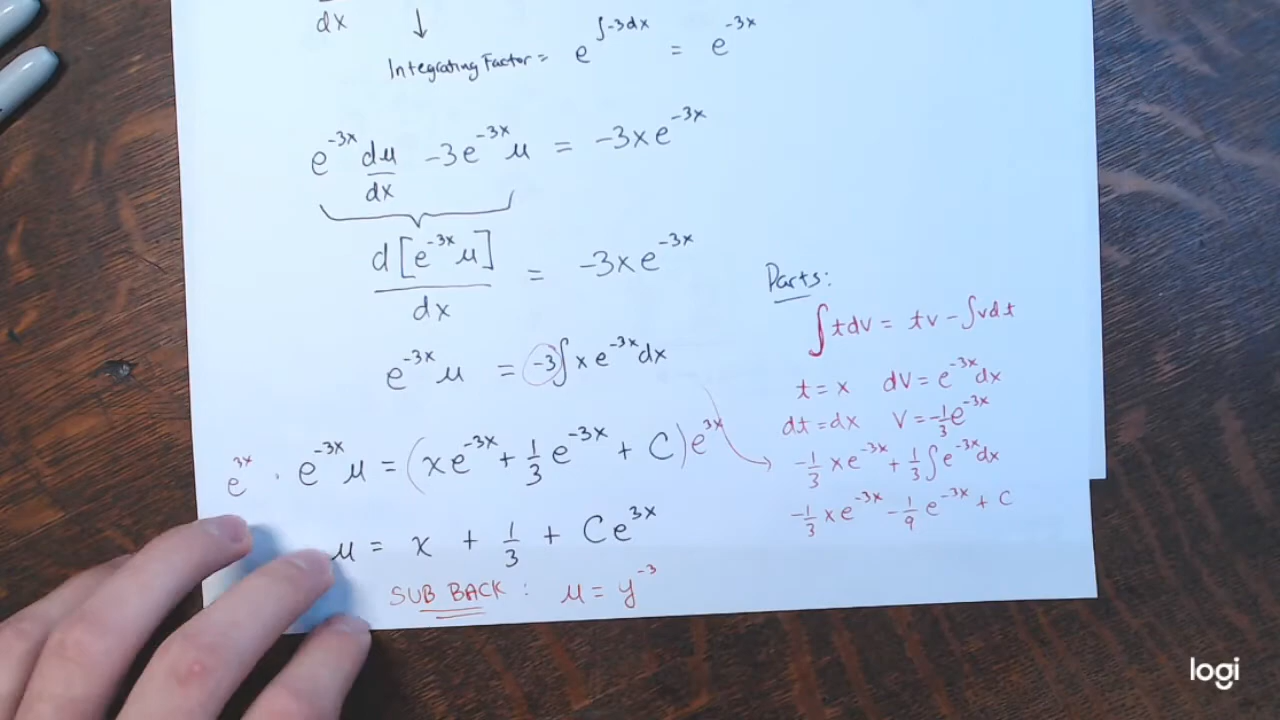 dx ↓
Integrating Factor = e^{∫-3dx} = e^{-3x}
e^{-3x} dμ/dx - 3e^{-3x} μ = -3xe^{-3x}
d[e^{-3x} μ]/dx = -3xe^{-3x}
e^{-3x} μ = -3∫xe^{-3x}dx
e^{3x} · e^{-3x} μ = (xe^{-3x} + 1/3 e^{-3x} + C)e^{3x}
μ = x + 1/3 + Ce^{3x}
SUB BACK : μ = y^{-3}
Parts:
∫tdv = tv - ∫vdt
t = x dv = e^{-3x}dx
dt = dx v = -1/3 e^{-3x}
-1/3 xe^{-3x} + 1/3 ∫e^{-3x}dx
-1/3 xe^{-3x} - 1/9 e^{-3x} + C
logi